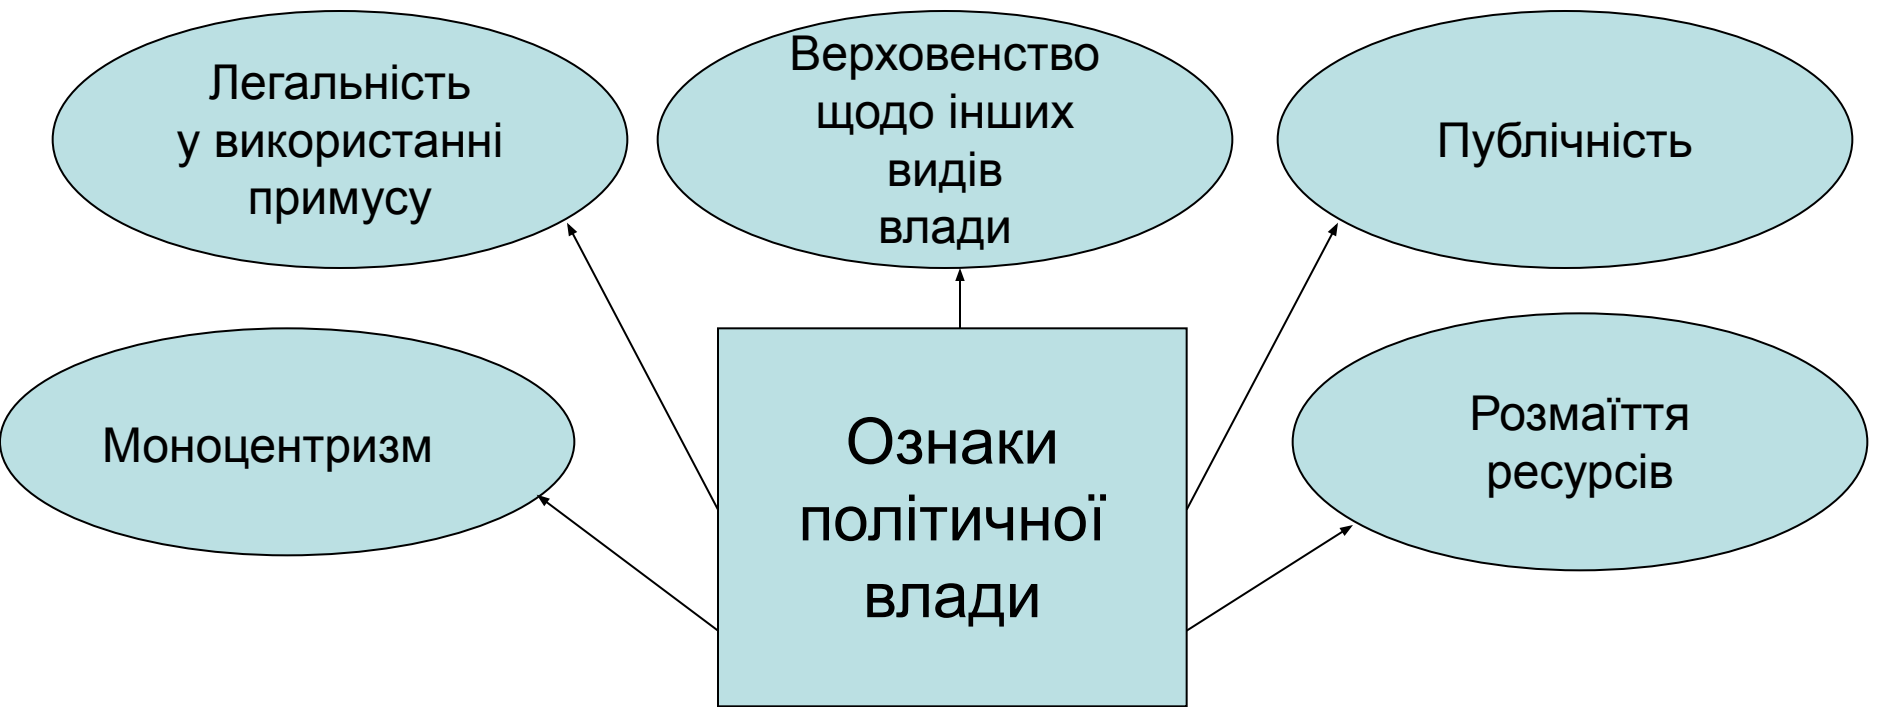 Легальність
у використанні
примусу
Верховенство
щодо інших
видів
влади
Публічність
Моноцентризм
Ознаки
політичної
влади
Розмаїття
ресурсів